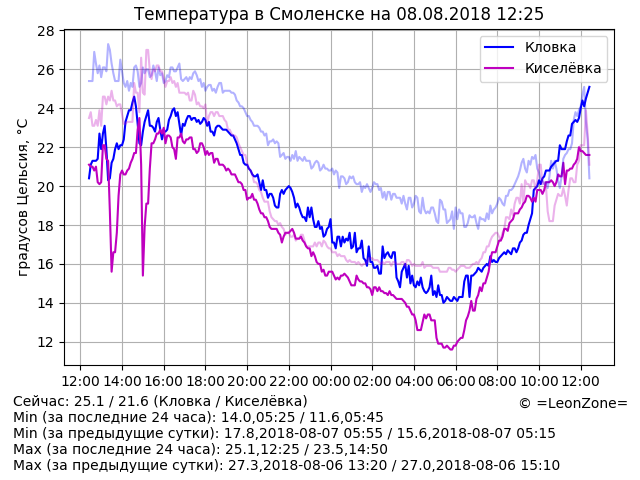 Температура в Смоленске на 08.08.2018 12:25
Кловка
Киселёвка
градусов Цельсия, °C
28
26
24
22
20
18
16
14
12
12:00 14:00 16:00 18:00 20:00 22:00 00:00 02:00 04:00 06:00 08:00 10:00 12:00
Сейчас: 25.1 / 21.6 (Кловка / Киселёвка)
© =LeonZone=
Min (за последние 24 часа): 14.0,05:25 / 11.6,05:45
Min (за предыдущие сутки): 17.8,2018-08-07 05:55 / 15.6,2018-08-07 05:15
Max (за последние 24 часа): 25.1,12:25 / 23.5,14:50
Max (за предыдущие сутки): 27.3,2018-08-06 13:20 / 27.0,2018-08-06 15:10